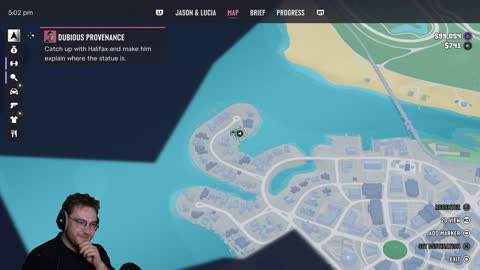 5:02 pm
JASON & LUCIA
MAP
BRIEF
PROGRESS
DUBIOUS PROVENANCE
Catch up with Halifax and make him
explain where the statue is.
$99,054
$741
RECENTER
2D VIEW
ADD MARKER
SET DESTINATION
EXIT